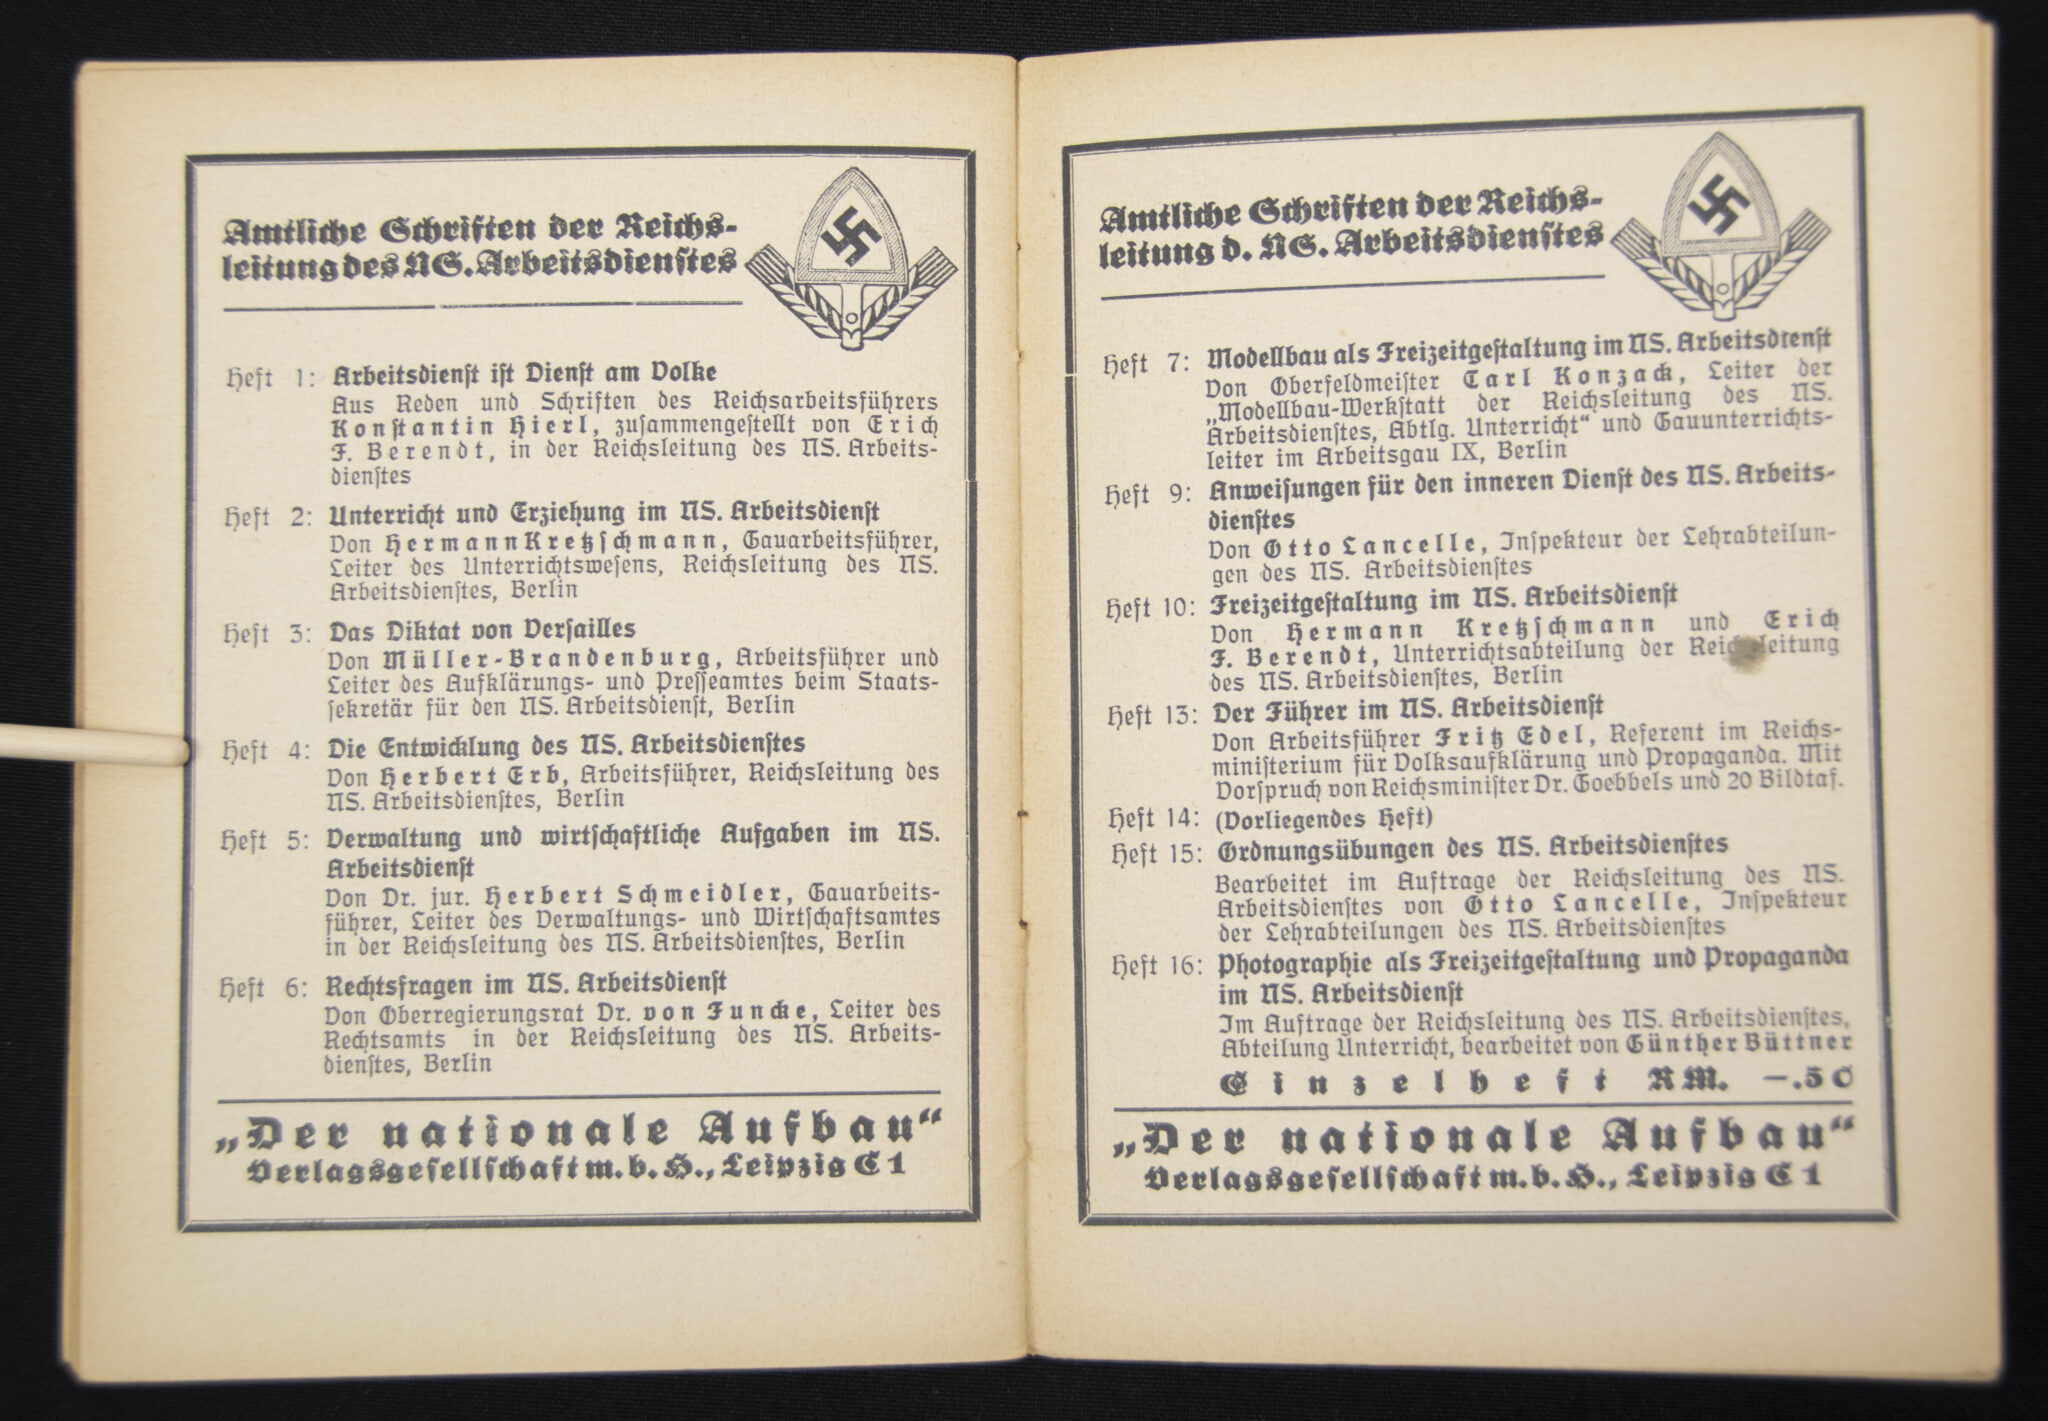 Amtliche Schriften der Reichs-
leitung des NS. Arbeitsdienstes
Heft 1: Arbeitsdienst ist Dienst am Volke
Aus Reden und Schriften des Reichsarbeitsführers
Konstantin Hierl, zusammengestellt von Erich
F. Berendt, in der Reichsleitung des NS. Arbeits-
dienstes
Heft 2: Unterricht und Erziehung im NS. Arbeitsdienst
Von Hermann Kretzschmann, Gauarbeitsführer,
Leiter des Unterrichtswesens, Reichsleitung des NS.
Arbeitsdienstes, Berlin
Heft 3: Das Diktat von Versailles
Von Müller-Brandenburg, Arbeitsführer und
Leiter des Aufklärungs- und Presseamtes beim Staats-
sekretär für den NS. Arbeitsdienst, Berlin
Heft 4: Die Entwicklung des NS. Arbeitsdienstes
Von Herbert Erb, Arbeitsführer, Reichsleitung des
NS. Arbeitsdienstes, Berlin
Heft 5: Verwaltung und wirtschaftliche Aufgaben im NS.
Arbeitsdienst
Von Dr. jur. Herbert Schmeidler, Gauarbeits-
führer, Leiter des Verwaltungs- und Wirtschaftsamtes
in der Reichsleitung des NS. Arbeitsdienstes, Berlin
Heft 6: Rechtsfragen im NS. Arbeitsdienst
Von Oberregierungsrat Dr. von Funcke, Leiter des
Rechtsamts in der Reichsleitung des NS. Arbeits-
dienstes, Berlin
„Der nationale Aufbau“
Verlagsgesellschaft m. b. H., Leipzig C 1
Amtliche Schriften der Reichs-
leitung d. NS. Arbeitsdienstes
Heft 7: Modellbau als Freizeitgestaltung im NS. Arbeitsdienst
Von Oberfeldmeister Carl Konzack, Leiter der
„Modellbau-Werkstatt der Reichsleitung des NS.
Arbeitsdienstes, Abtlg. Unterricht“ und Gauunterrichts-
leiter im Arbeitsgau IX, Berlin
Heft 9: Anweisungen für den inneren Dienst des NS. Arbeits-
dienstes
Von Otto Lancelle, Inspekteur der Lehrabteilun-
gen des NS. Arbeitsdienstes
Heft 10: Freizeitgestaltung im NS. Arbeitsdienst
Von Hermann Kretzschmann und Erich
F. Berendt, Unterrichtsabteilung der Reichsleitung
des NS. Arbeitsdienstes, Berlin
Heft 13: Der Führer im NS. Arbeitsdienst
Von Arbeitsführer Fritz Edel, Referent im Reichs-
ministerium für Volksaufklärung und Propaganda. Mit
Vorspruch von Reichsminister Dr. Goebbels und 20 Bildtaf.
Heft 14: (Vorliegendes Heft)
Heft 15: Ordnungsübungen des NS. Arbeitsdienstes
Bearbeitet im Auftrage der Reichsleitung des NS.
Arbeitsdienstes von Otto Lancelle, Inspekteur
der Lehrabteilungen des NS. Arbeitsdienstes
Heft 16: Photographie als Freizeitgestaltung und Propaganda
im NS. Arbeitsdienst
Im Auftrage der Reichsleitung des NS. Arbeitsdienstes,
Abteilung Unterricht, bearbeitet von Günther Büttner
Einzelheft RM. —.50
„Der nationale Aufbau“
Verlagsgesellschaft m. b. H., Leipzig C 1